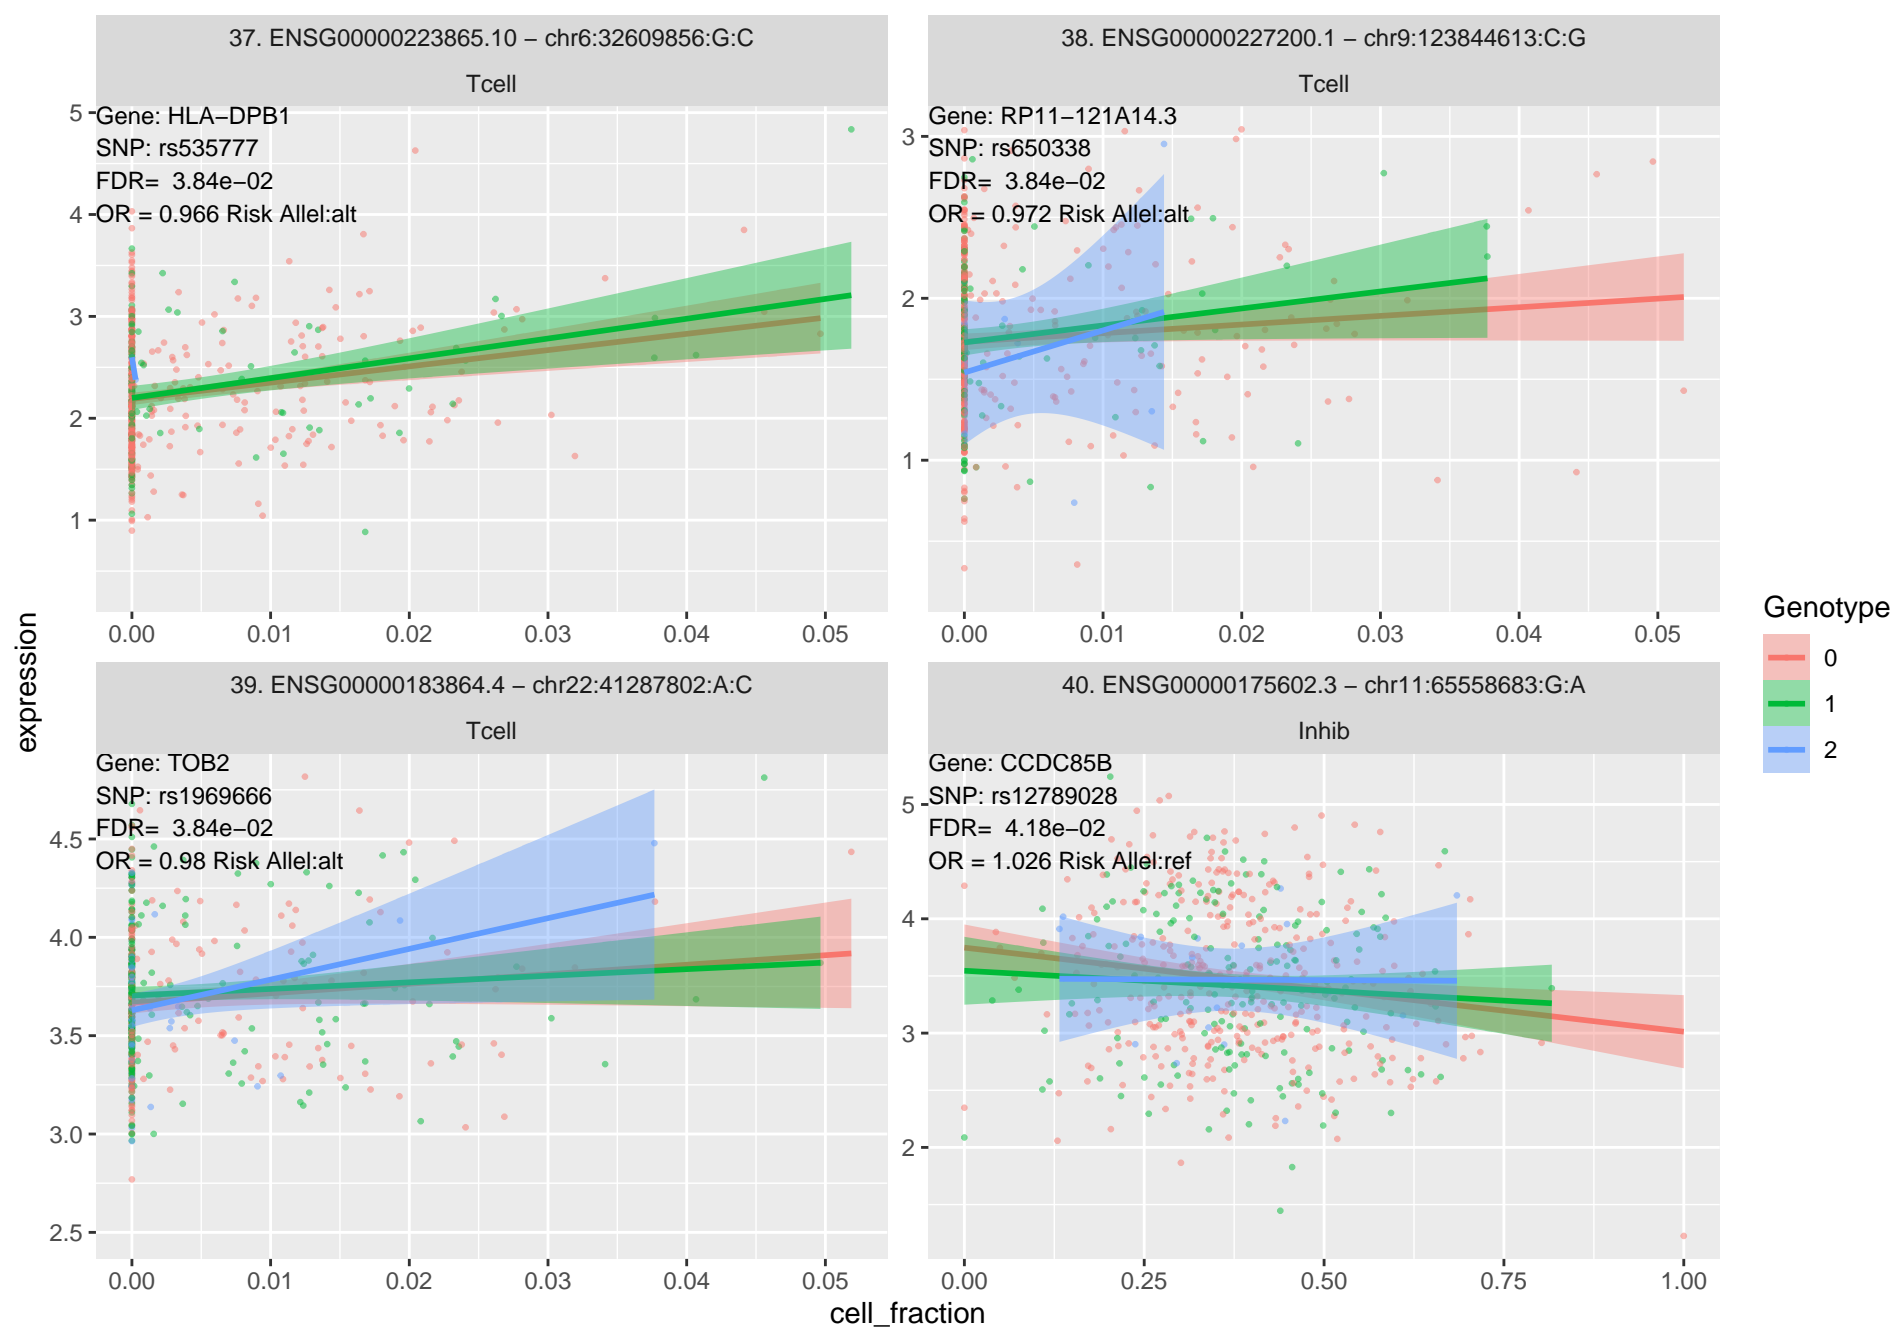 37. ENSG00000223865.10 − chr6:32609856:G:C
Tcell
Gene: HLA−DPB1
SNP: rs535777
FDR=  3.84e−02
OR = 0.966 Risk Allel:alt
5
4
3
2
1
0.00 0.01 0.02 0.03 0.04 0.05
38. ENSG00000227200.1 − chr9:123844613:C:G
Tcell
Gene: RP11−121A14.3
SNP: rs650338
FDR=  3.84e−02
OR = 0.972 Risk Allel:alt
3
2
1
0.00 0.01 0.02 0.03 0.04 0.05
39. ENSG00000183864.4 − chr22:41287802:A:C
Tcell
Gene: TOB2
SNP: rs1969666
FDR=  3.84e−02
OR = 0.98 Risk Allel:alt
4.5
4.0
3.5
3.0
2.5
0.00 0.01 0.02 0.03 0.04 0.05
40. ENSG00000175602.3 − chr11:65558683:G:A
Inhib
Gene: CCDC85B
SNP: rs12789028
FDR=  4.18e−02
OR = 1.026 Risk Allel:ref
5
4
3
2
0.00 0.25 0.50 0.75 1.00
expression
cell_fraction
Genotype
0
1
2